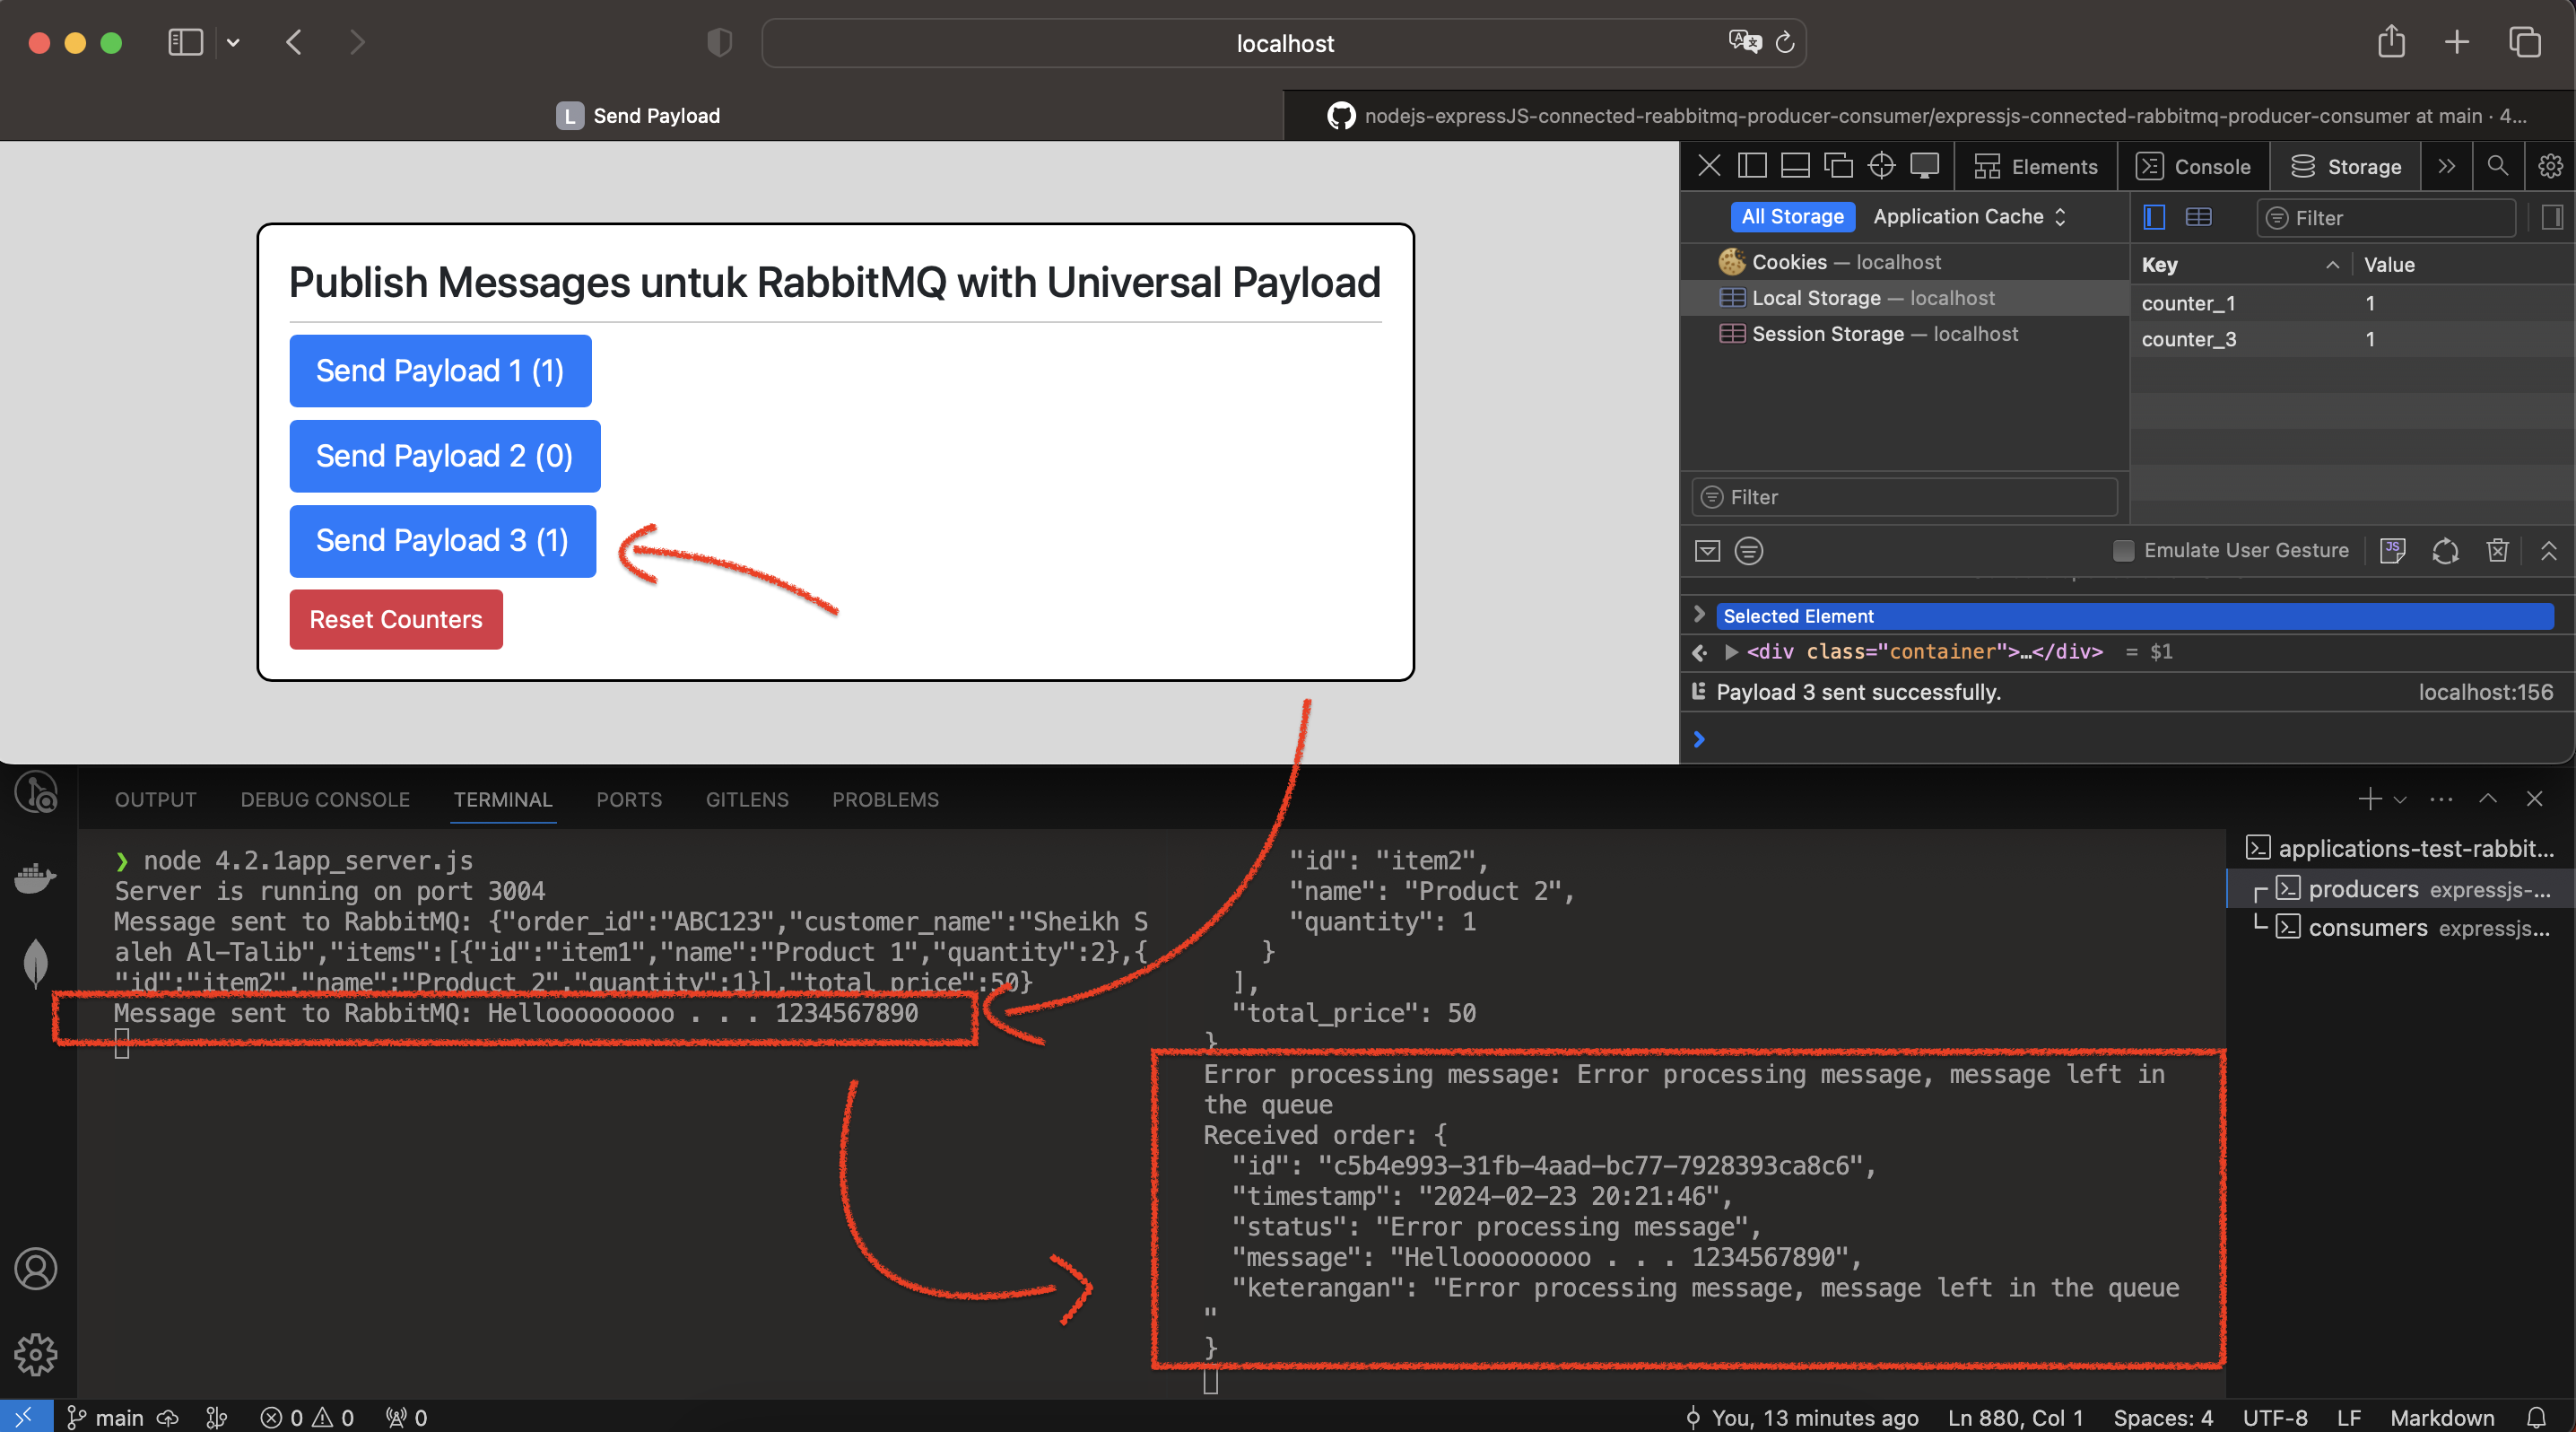 localhost
L Send Payload
nodejs-expressJS-connected-reabbitmq-producer-consumer/expressjs-connected-rabbitmq-producer-consumer at main · 4...
Publish Messages untuk RabbitMQ with Universal Payload
Send Payload 1 (1)
Send Payload 2 (0)
Send Payload 3 (1)
Reset Counters
Elements
Console
Storage
All Storage
Application Cache
Filter
Cookies — localhost
Local Storage — localhost
Session Storage — localhost
Key Value
counter_1 1
counter_3 1
Filter
Emulate User Gesture
Selected Element
<div class="container">…</div> = $1
Payload 3 sent successfully. localhost:156
OUTPUT DEBUG CONSOLE TERMINAL PORTS GITLENS PROBLEMS
❯ node 4.2.1app_server.js
Server is running on port 3004
Message sent to RabbitMQ: {"order_id":"ABC123","customer_name":"Sheikh S
aleh Al-Talib","items":[{"id":"item1","name":"Product 1","quantity":2},{
"id":"item2","name":"Product 2","quantity":1}],"total_price":50}
Message sent to RabbitMQ: Hellooooooooo . . . 1234567890
"id": "item2",
"name": "Product 2",
"quantity": 1
}
],
"total_price": 50
}
Error processing message: Error processing message, message left in
the queue
Received order: {
"id": "c5b4e993-31fb-4aad-bc77-7928393ca8c6",
"timestamp": "2024-02-23 20:21:46",
"status": "Error processing message",
"message": "Hellooooooooo . . . 1234567890",
"keterangan": "Error processing message, message left in the queue
"
}
applications-test-rabbit...
producers expressjs-...
consumers expressjs...
main
0 0
0
You, 13 minutes ago
Ln 880, Col 1
Spaces: 4
UTF-8
LF
Markdown